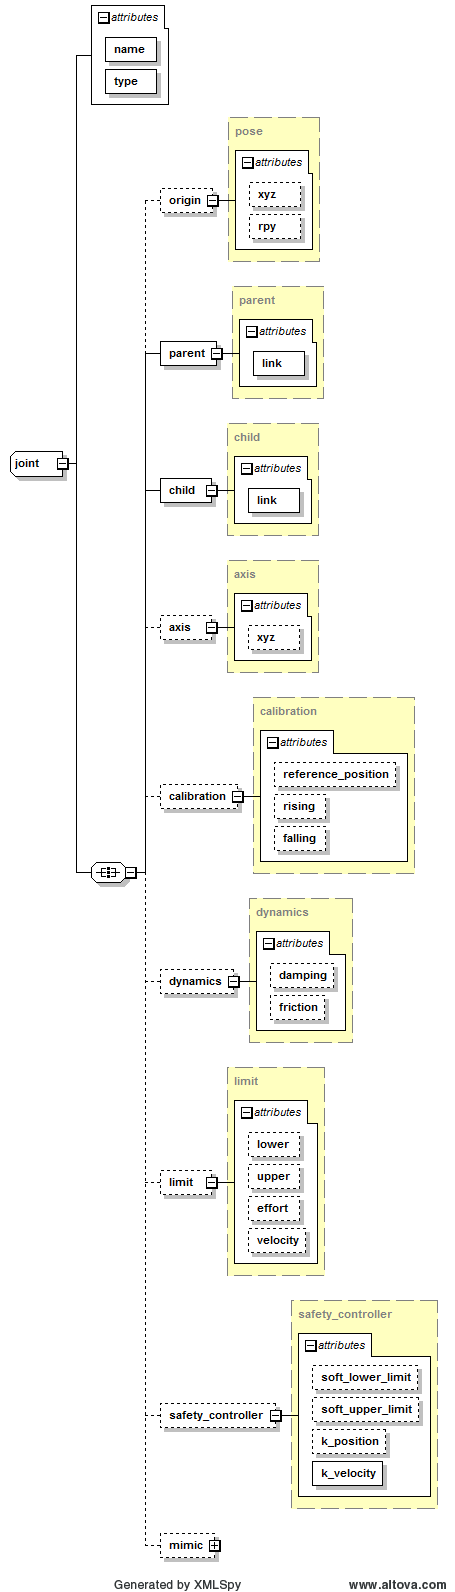 attributes
name
type
pose
attributes
origin
xyz
rpy
parent
attributes
parent
link
child
attributes
joint
child
link
axis
attributes
axis
xyz
calibration
attributes
reference_position
calibration
rising
falling
dynamics
attributes
dynamics
damping
friction
limit
attributes
lower
upper
limit
effort
velocity
safety_controller
attributes
soft_lower_limit
soft_upper_limit
safety_controller
k_position
k_velocity
mimic
Generated by XMLSpy www.altova.com